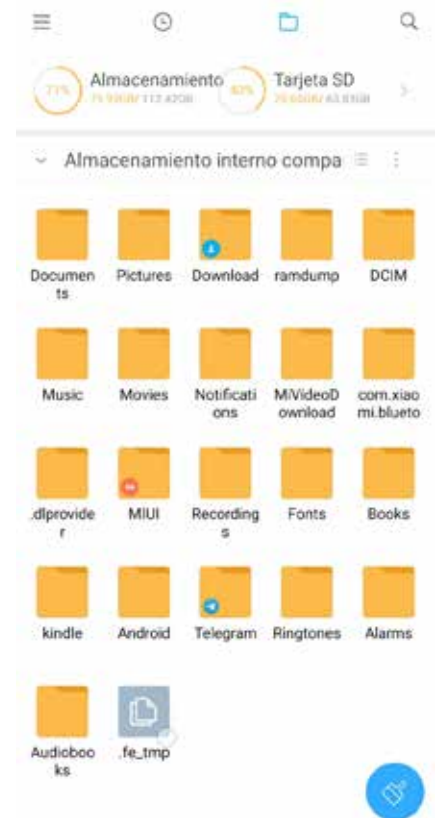 Almacenamiento
Tarjeta SD
Almacenamiento interno compa
Documen
ts
Pictures
Download
ramdump
DCIM
Music
Movies
Notificati
ons
MiVideoD
ownload
com.xiao
mi.blueto
.dlprovide
r
MIUI
Recording
s
Fonts
Books
kindle
Android
Telegram
Ringtones
Alarms
Audioboo
ks
.fe_tmp